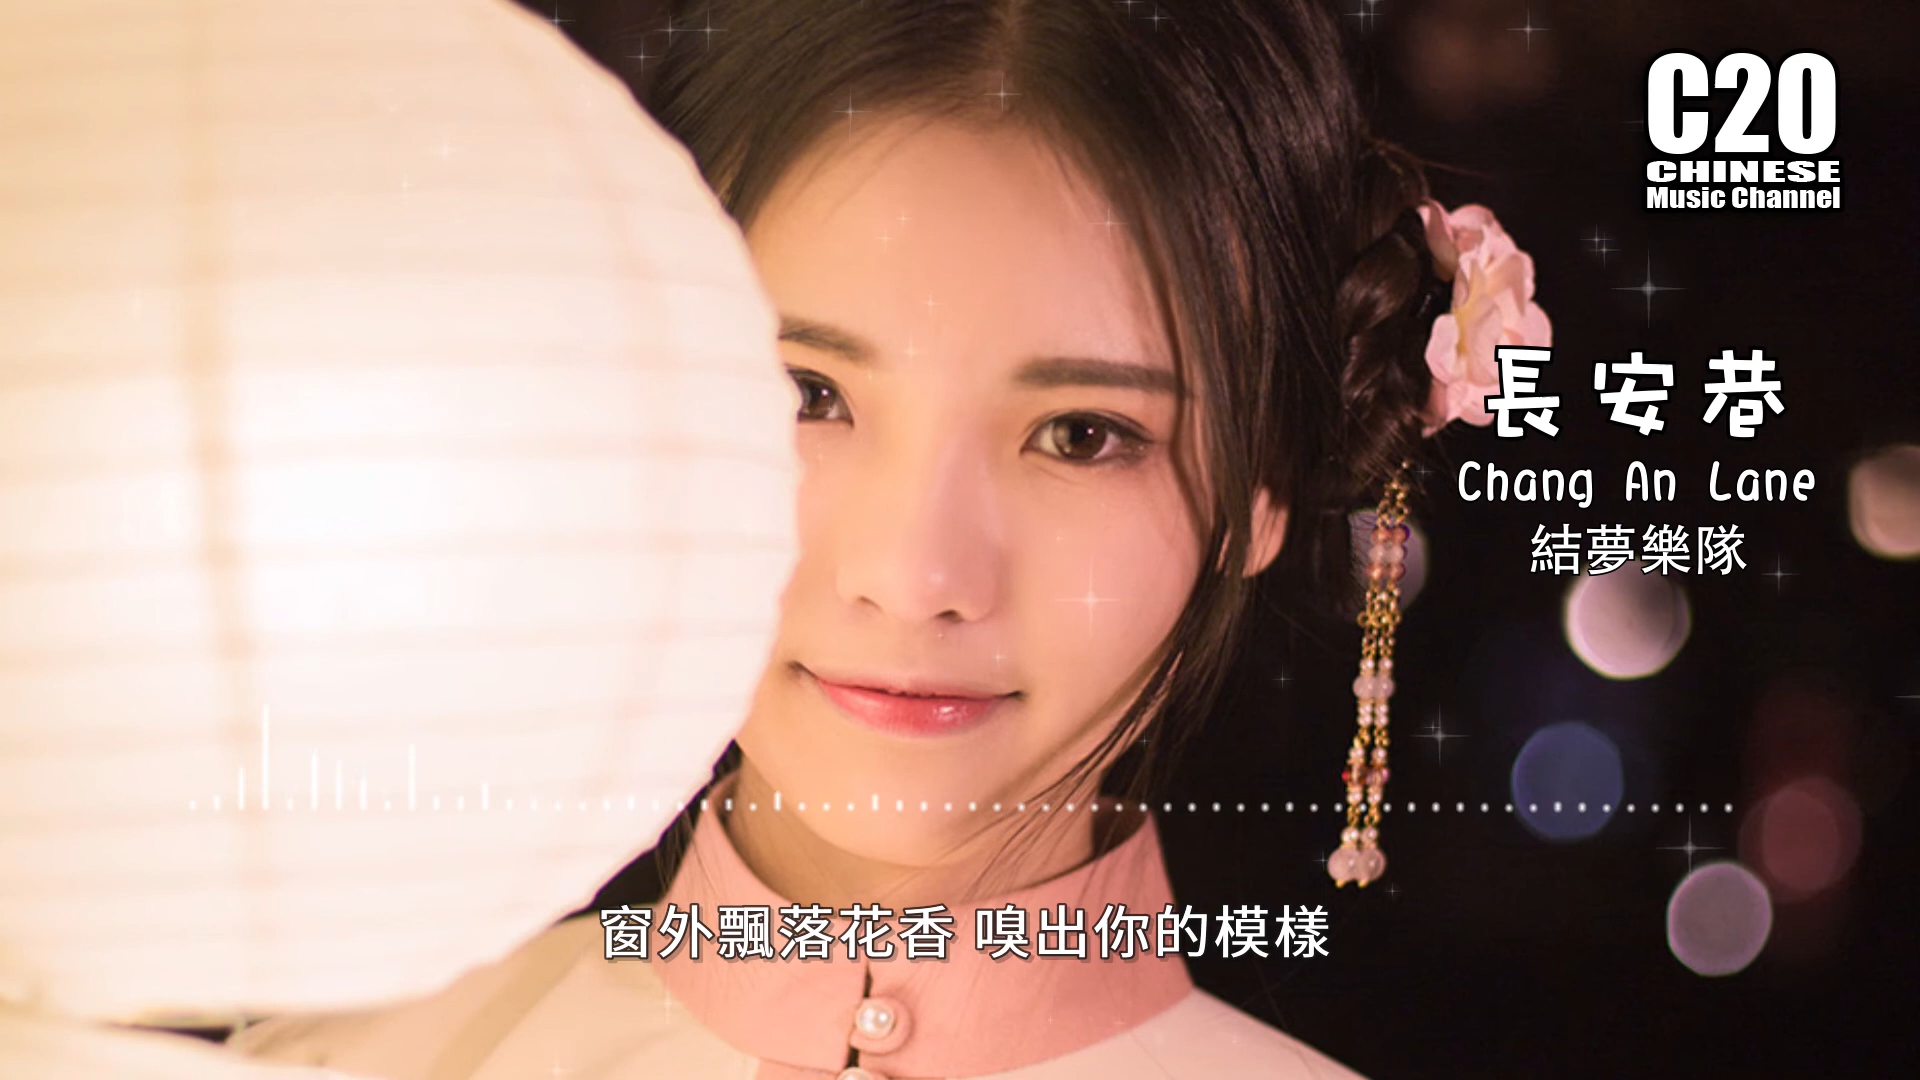 C20
CHINESE
Music Channel
長安巷
Chang An Lane
結夢樂隊
窗外飄落花香 嗅出你的模樣